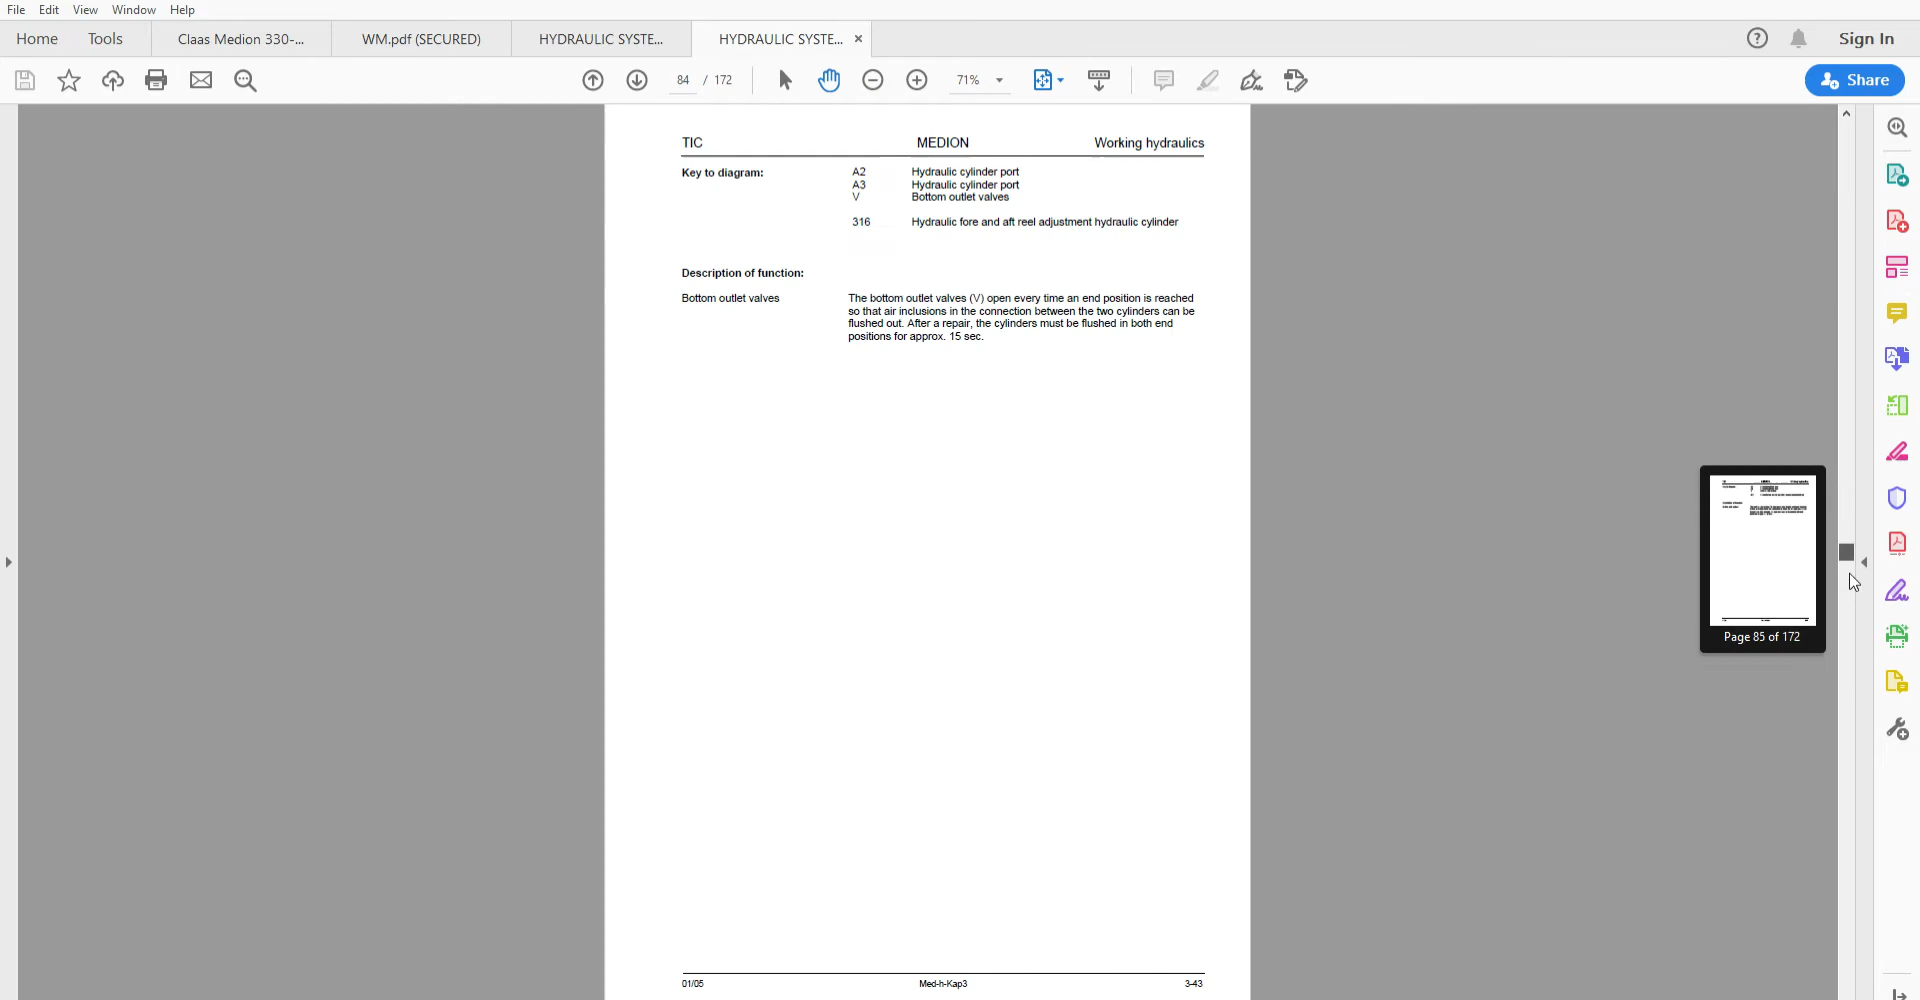 File Edit View Window Help
Home Tools Claas Medion 330-... WM.pdf (SECURED) HYDRAULIC SYSTE... HYDRAULIC SYSTE... × Sign In
84 / 172 71% Share
TIC MEDION Working hydraulics
Key to diagram: A2 Hydraulic cylinder port
A3 Hydraulic cylinder port
V Bottom outlet valves
316 Hydraulic fore and aft reel adjustment hydraulic cylinder
Description of function:
Bottom outlet valves The bottom outlet valves (V) open every time an end position is reached
so that air inclusions in the connection between the two cylinders can be
flushed out. After a repair, the cylinders must be flushed in both end
positions for approx. 15 sec.
Page 85 of 172
01/05 Med-h-Kap3 3-43